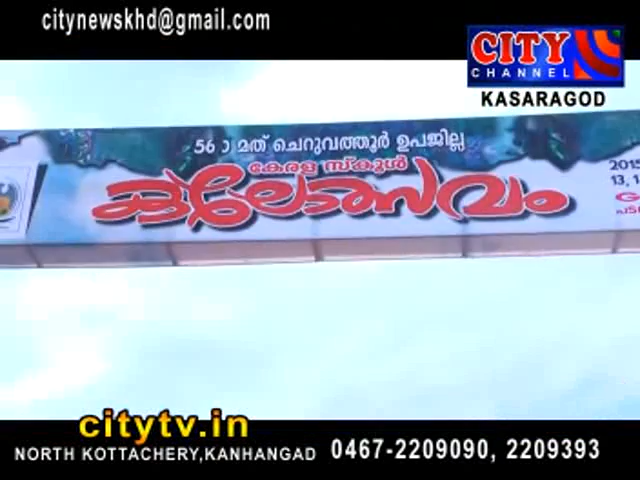 citynewskhd@gmail.com
CITY
CHANNEL
KASARAGOD
56 ാ മത് ചെറുവത്തൂർ ഉപജില്ല
കേരള സ്കൂൾ
കലോത്സവം
2015
13, 1
citytv.in
NORTH KOTTACHERY,KANHANGAD 0467-2209090, 2209393